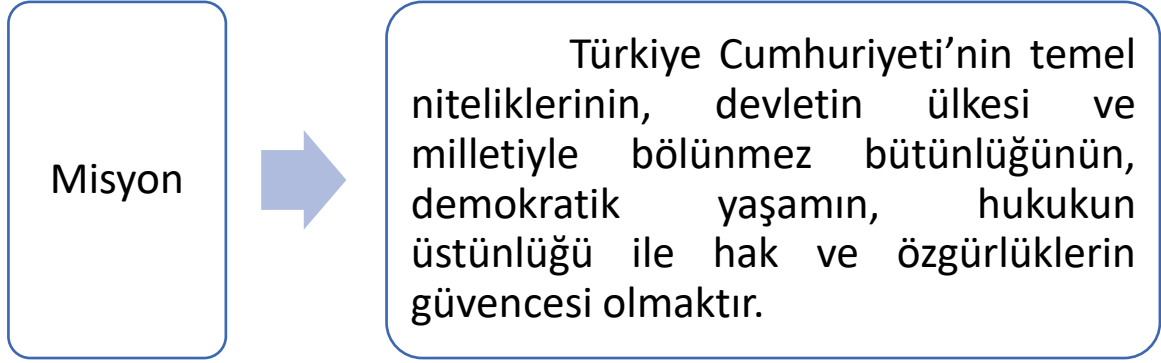 Misyon
Türkiye Cumhuriyeti’nin temel
niteliklerinin, devletin ülkesi ve
milletiyle bölünmez bütünlüğünün,
demokratik yaşamın, hukukun
üstünlüğü ile hak ve özgürlüklerin
güvencesi olmaktır.